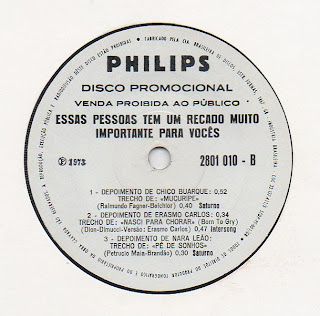 PHILIPS
DISCO PROMOCIONAL
VENDA PROIBIDA AO PÚBLICO
ESSAS PESSOAS TEM UM RECADO MUITO
IMPORTANTE PARA VOCÊS
Ⓟ 1973
2801 010 - B
1 - DEPOIMENTO DE CHICO BUARQUE: 0,52
TRECHO DE: «MUCURIPE»
(Raimundo Fagner-Belchior) 0,40 Saturno
2 - DEPOIMENTO DE ERASMO CARLOS: 0,34
TRECHO DE: «NASCI PARA CHORAR» (Born To Gry)
(Dion-Dimucci-Versão: Erasmo Carlos) 0,47 Intersong
3 - DEPOIMENTO DE NARA LEÃO:
TRECHO DE: «PÉ DE SONHOS»
(Petrucio Maia-Brandão) 0,30 Saturno